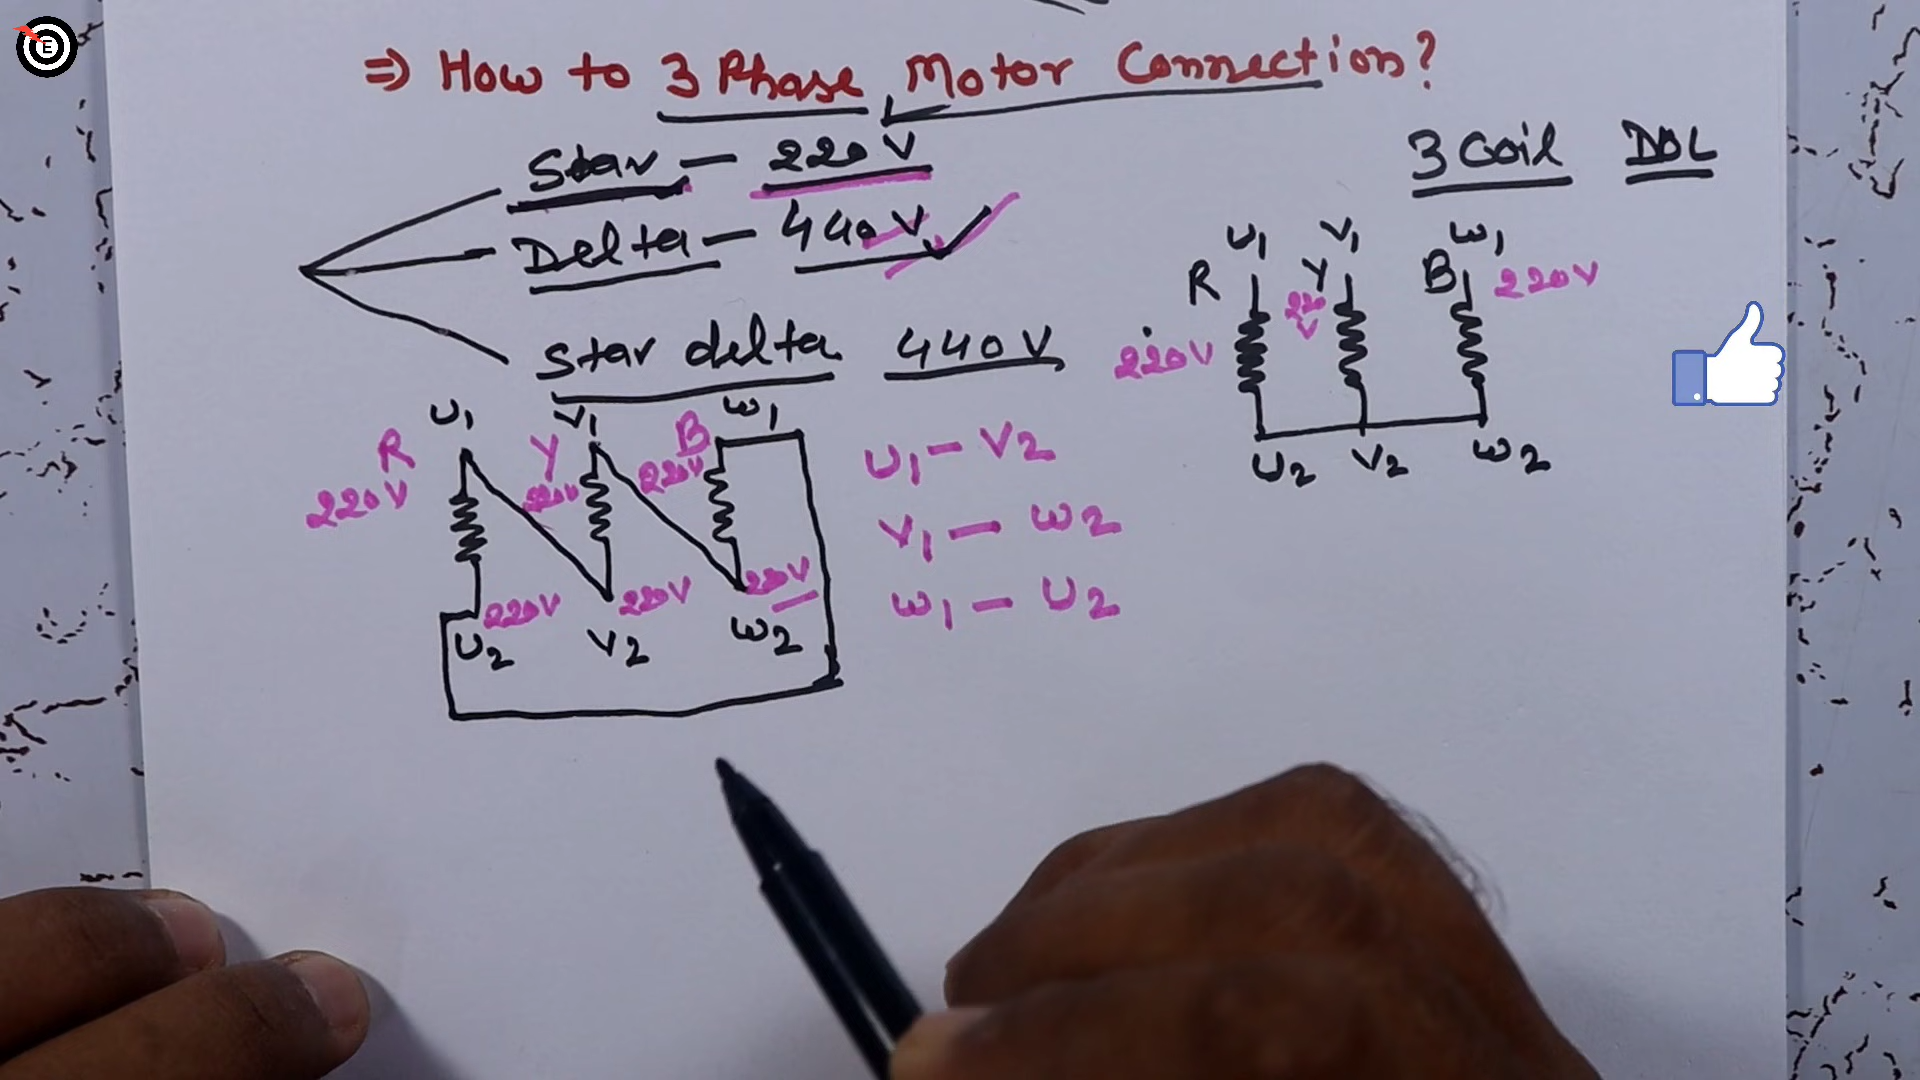 E
⇒ How to 3 Phase Motor Connection?
Star — 220V
Delta — 440V
Star delta 440V
3 Coil DOL
U1 V1 W1
R Y B 220V
220V 220V
U2 V2 W2
U1 V1 W1
R Y B
220V 220V 220V
220V 220V 220V
U2 V2 W2
U1 — V2
V1 — W2
W1 — U2